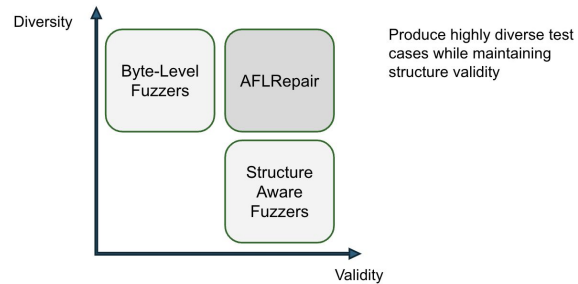 Diversity
Byte-Level
Fuzzers
AFLRepair
Structure
Aware
Fuzzers
Validity
Produce highly diverse test
cases while maintaining
structure validity